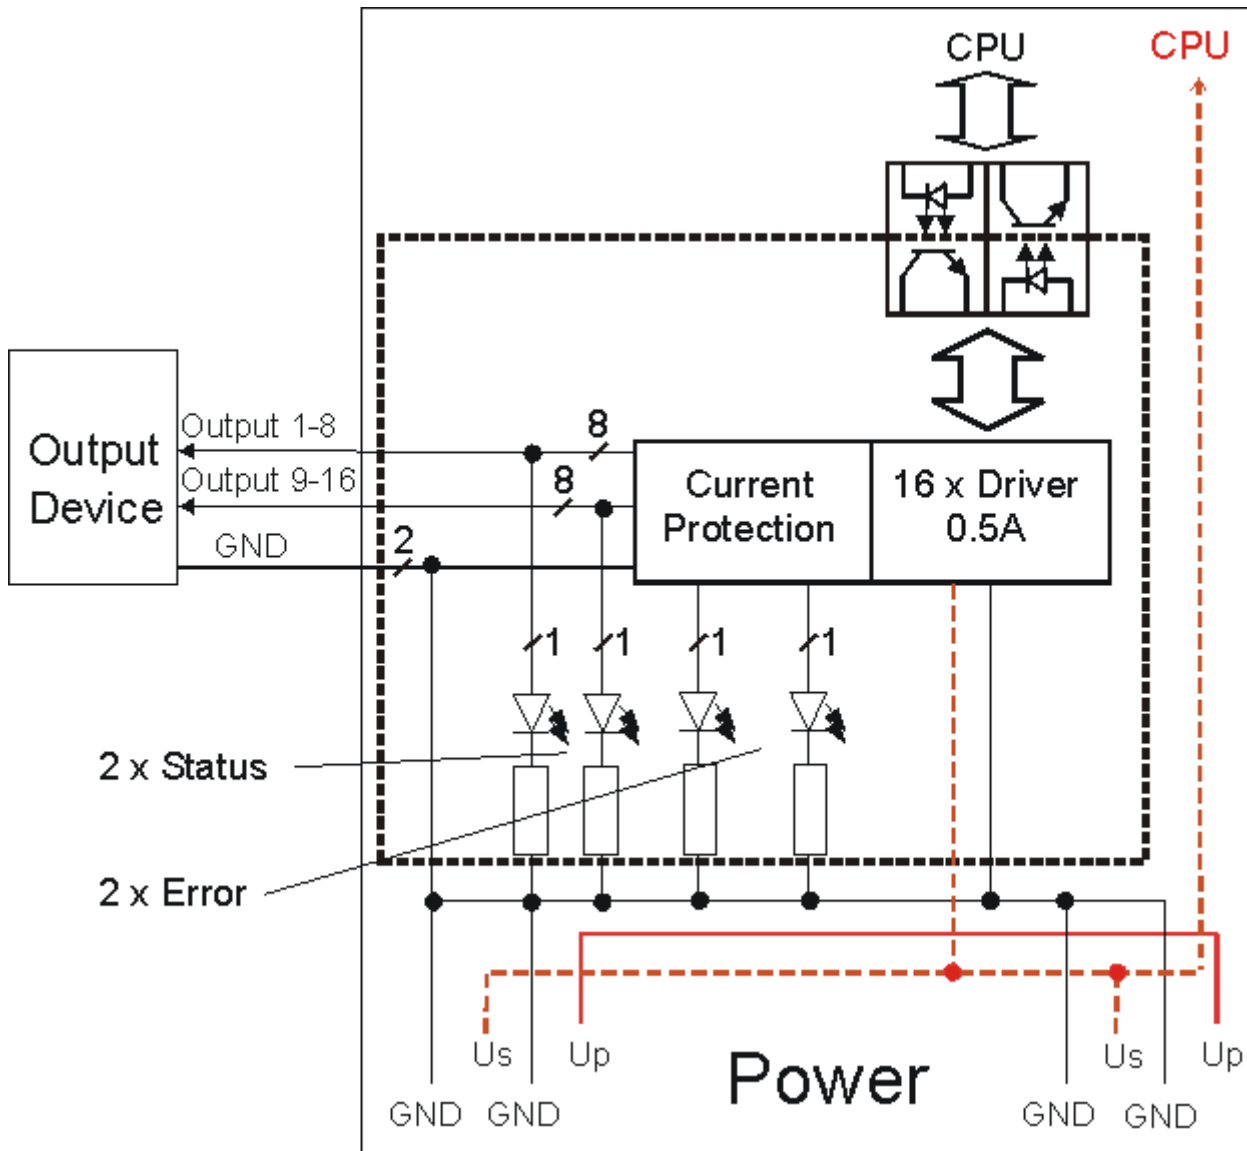 CPU
CPU
Output
Device
Output 1-8
Output 9-16
GND
8
8
2
Current
Protection
16 x Driver
0.5A
1
1
1
1
2 x Status
2 x Error
Us
Up
Us
Up
Power
GND
GND
GND
GND